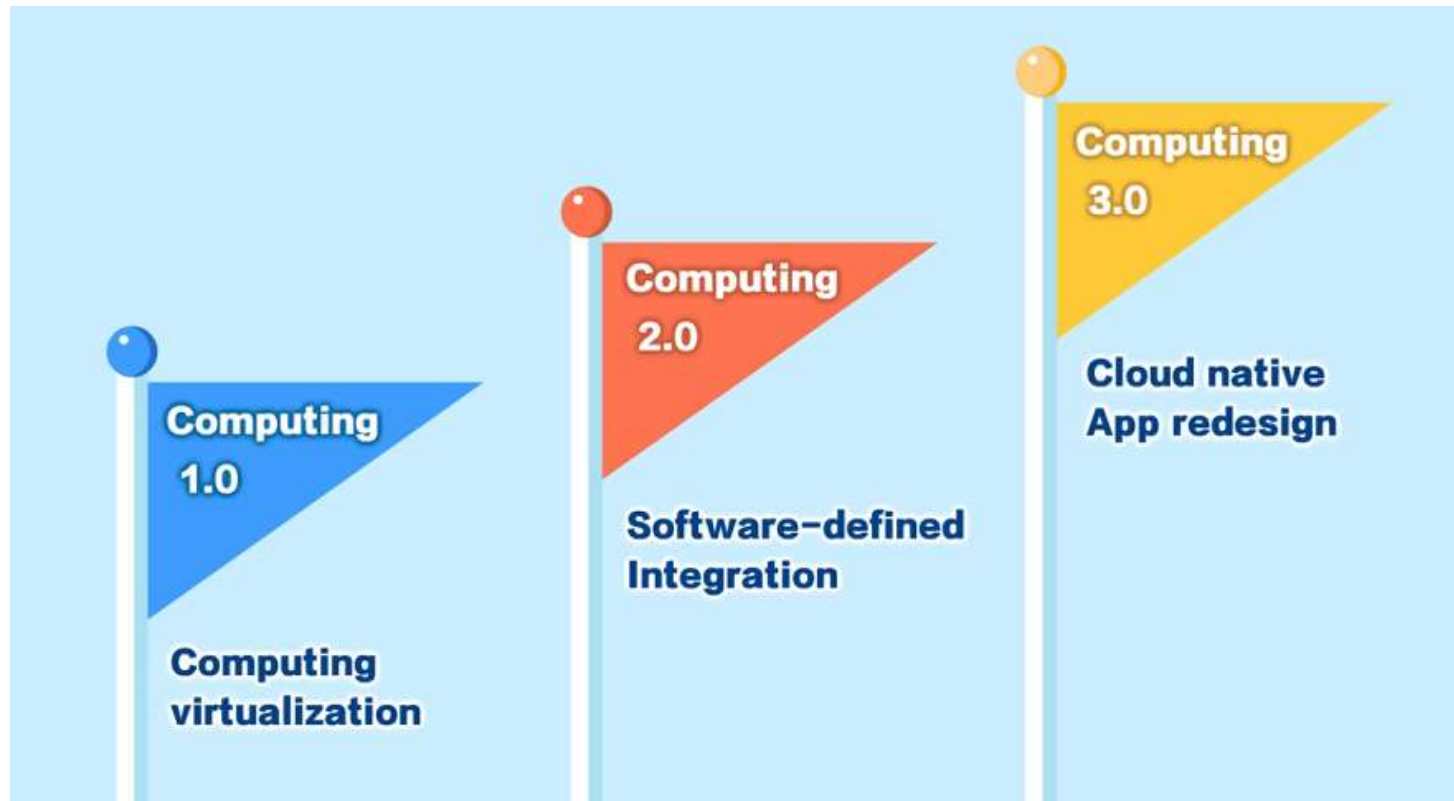 Computing
1.0
Computing
virtualization
Computing
2.0
Software-defined
Integration
Computing
3.0
Cloud native
App redesign